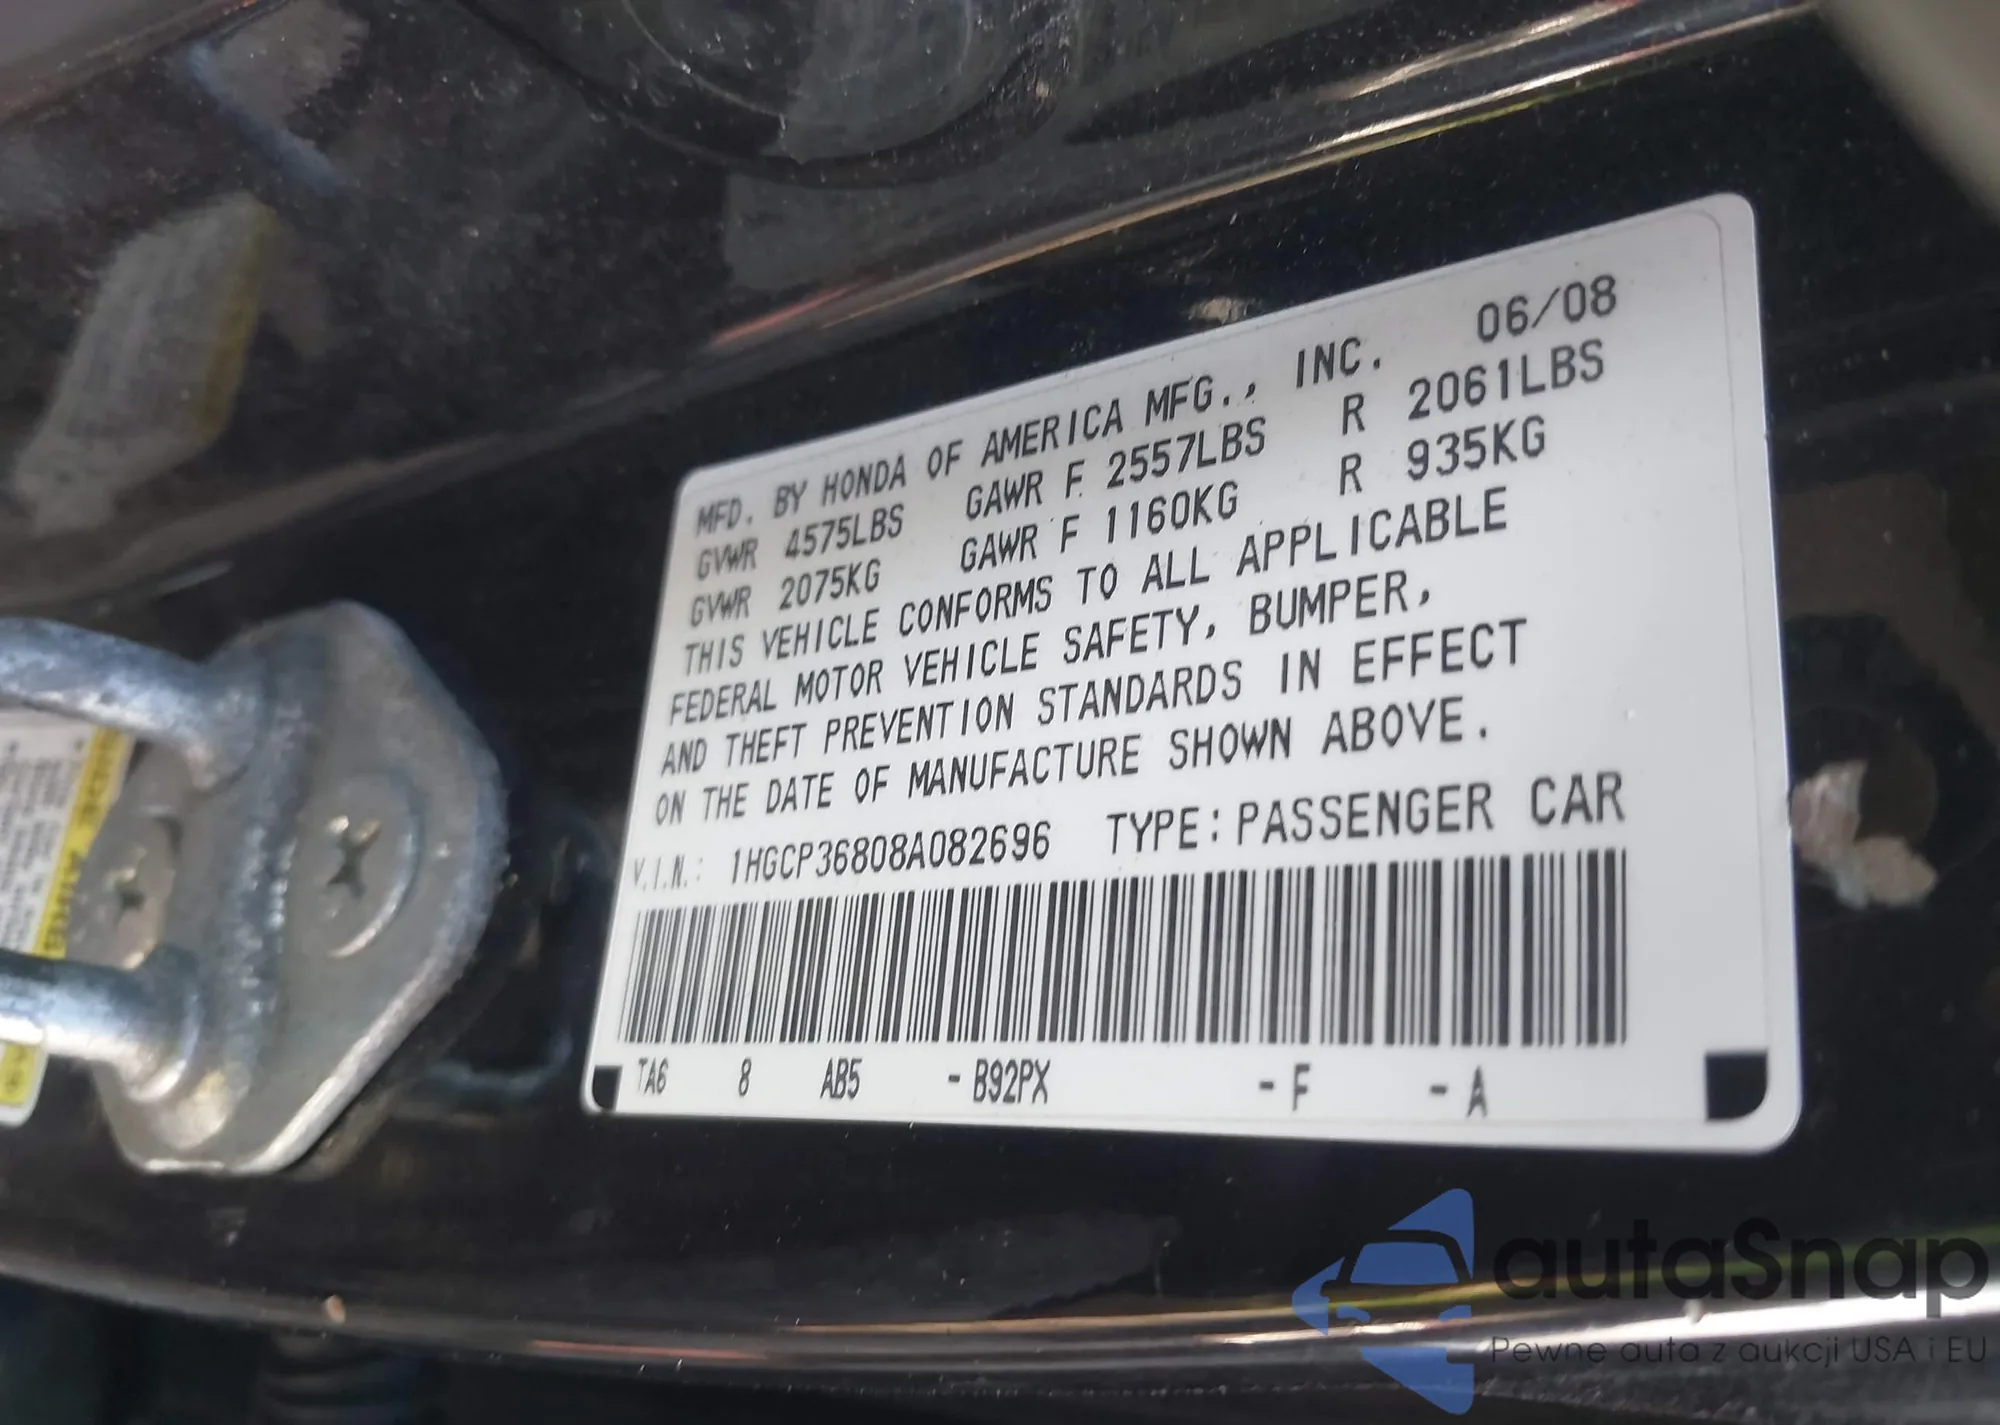 06/08
MFD. BY HONDA OF AMERICA MFG., INC.
GVWR 4575LBS GAWR F 2557LBS R 2061LBS
GVWR 2075KG GAWR F 1160KG R 935KG
THIS VEHICLE CONFORMS TO ALL APPLICABLE
FEDERAL MOTOR VEHICLE SAFETY, BUMPER,
AND THEFT PREVENTION STANDARDS IN EFFECT
ON THE DATE OF MANUFACTURE SHOWN ABOVE.
V.I.N.: 1HGCP36808A082696 TYPE: PASSENGER CAR
TA6 8 AB5 - B92PX - F - A
autaSnap
Pewne auta z aukcji USA i EU